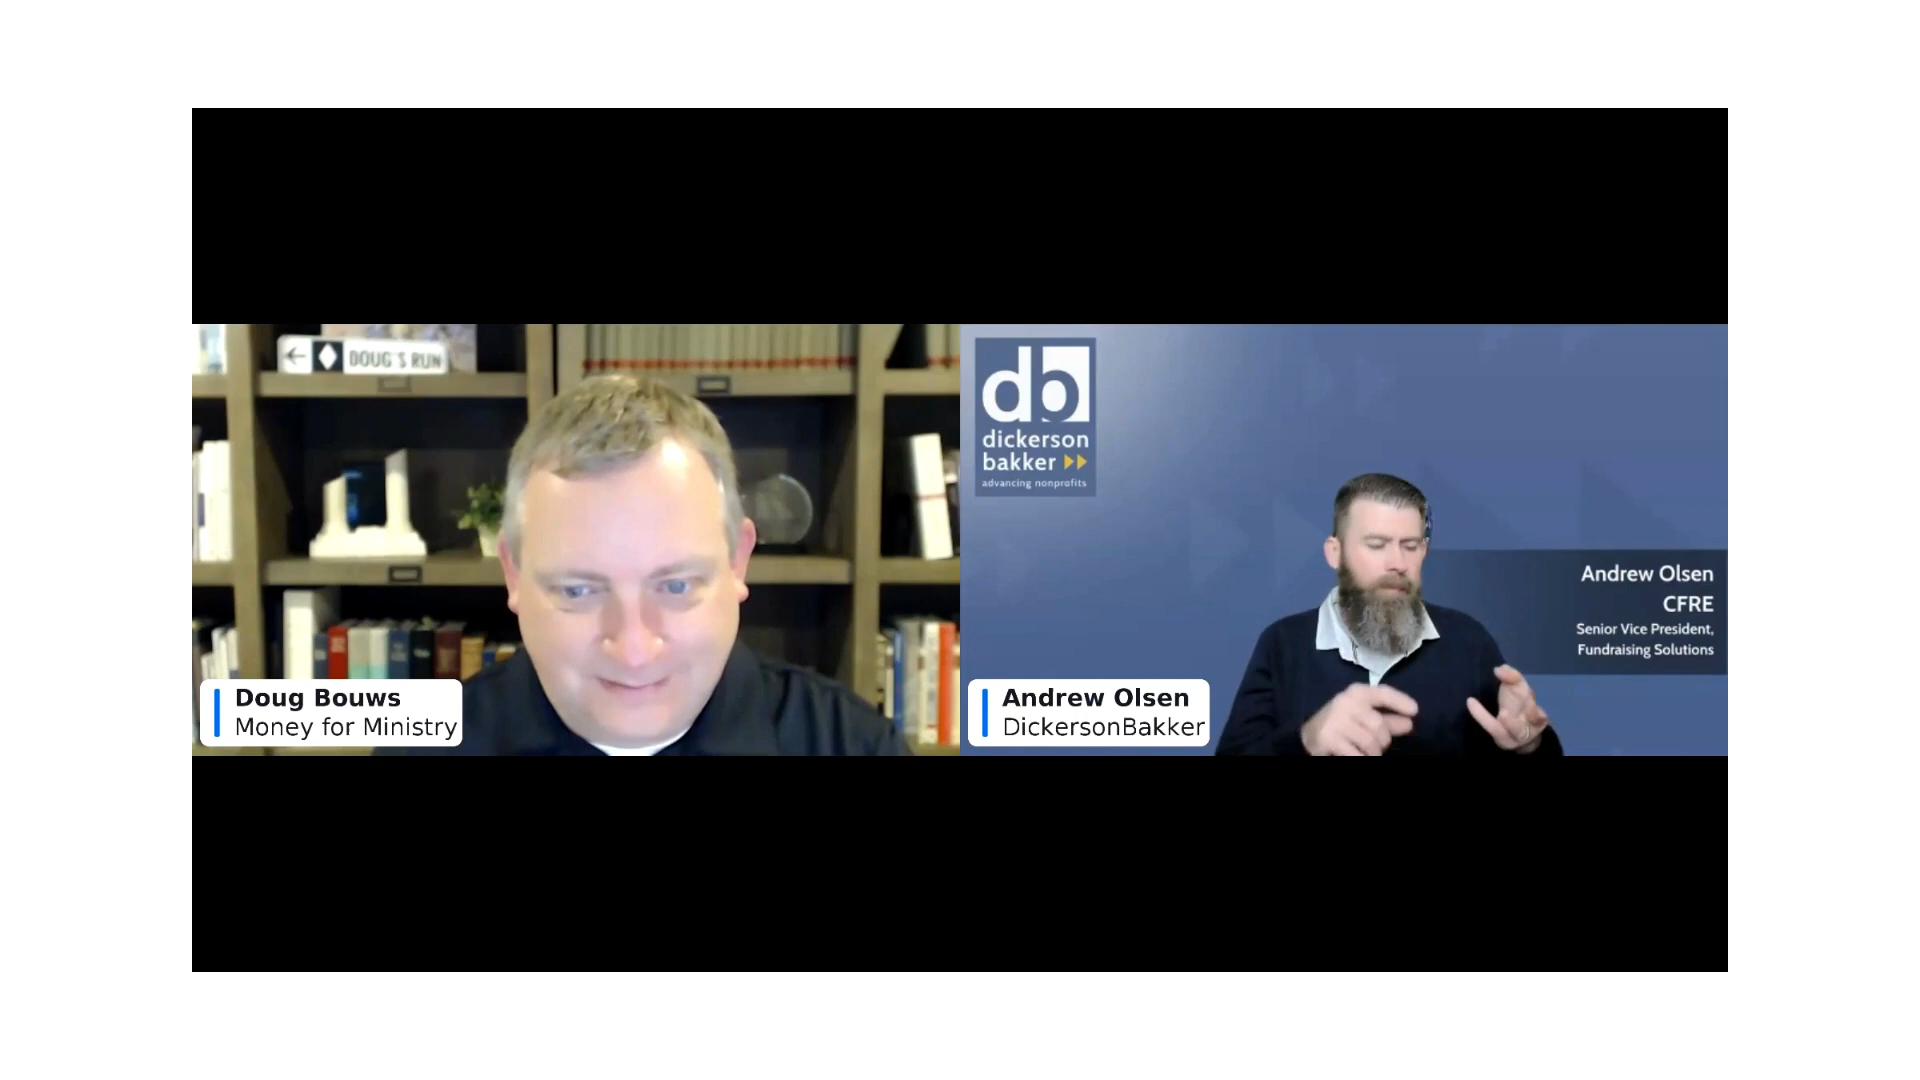 DOUG'S RUN
Doug Bouws
Money for Ministry
db
dickerson
bakker
advancing nonprofits
Andrew Olsen
CFRE
Senior Vice President,
Fundraising Solutions
Andrew Olsen
DickersonBakker